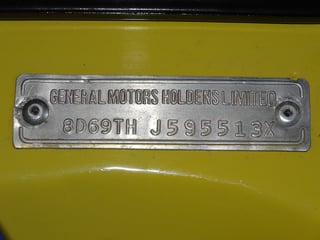 GENERAL MOTORS HOLDENS LIMITED
8D69TH J595513X